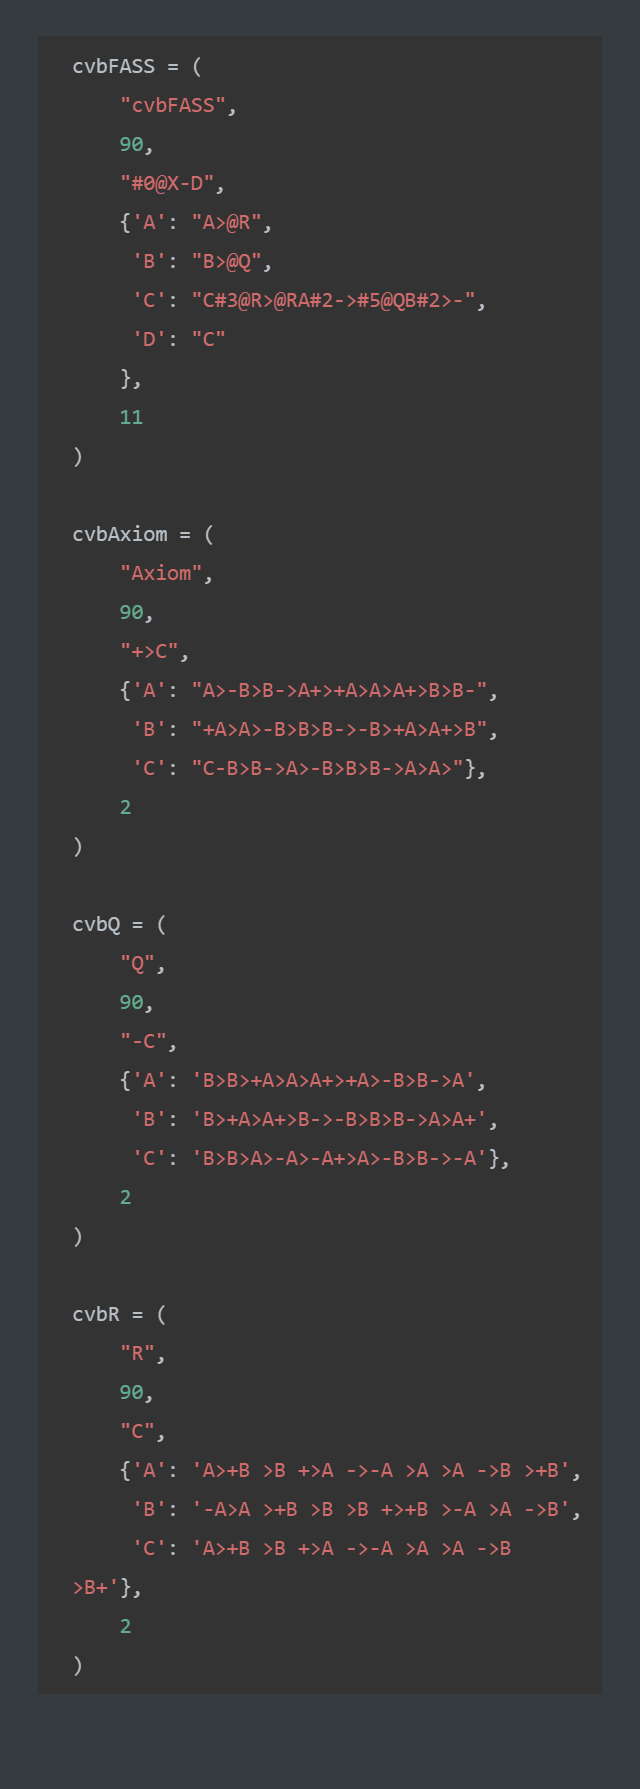 cvbFASS = (
    "cvbFASS",
    90,
    "#0@X-D",
    {'A': "A>@R",
     'B': "B>@Q",
     'C': "C#3@R>@RA#2->#5@QB#2>-",
     'D': "C"
    },
    11
)

cvbAxiom = (
    "Axiom",
    90,
    "+>C",
    {'A': "A>-B>B->A+>+A>A>A+>B>B-",
     'B': "+A>A>-B>B>B->-B>+A>A+>B",
     'C': "C-B>B->A>-B>B>B->A>A>"},
    2
)

cvbQ = (
    "Q",
    90,
    "-C",
    {'A': 'B>B>+A>A>A+>+A>-B>B->A',
     'B': 'B>+A>A+>B->-B>B>B->A>A+',
     'C': 'B>B>A>-A>-A+>A>-B>B->-A'},
    2
)

cvbR = (
    "R",
    90,
    "C",
    {'A': 'A>+B >B +>A ->-A >A >A ->B >+B',
     'B': '-A>A >+B >B >B +>+B >-A >A ->B',
     'C': 'A>+B >B +>A ->-A >A >A ->B
>B+'},
    2
)